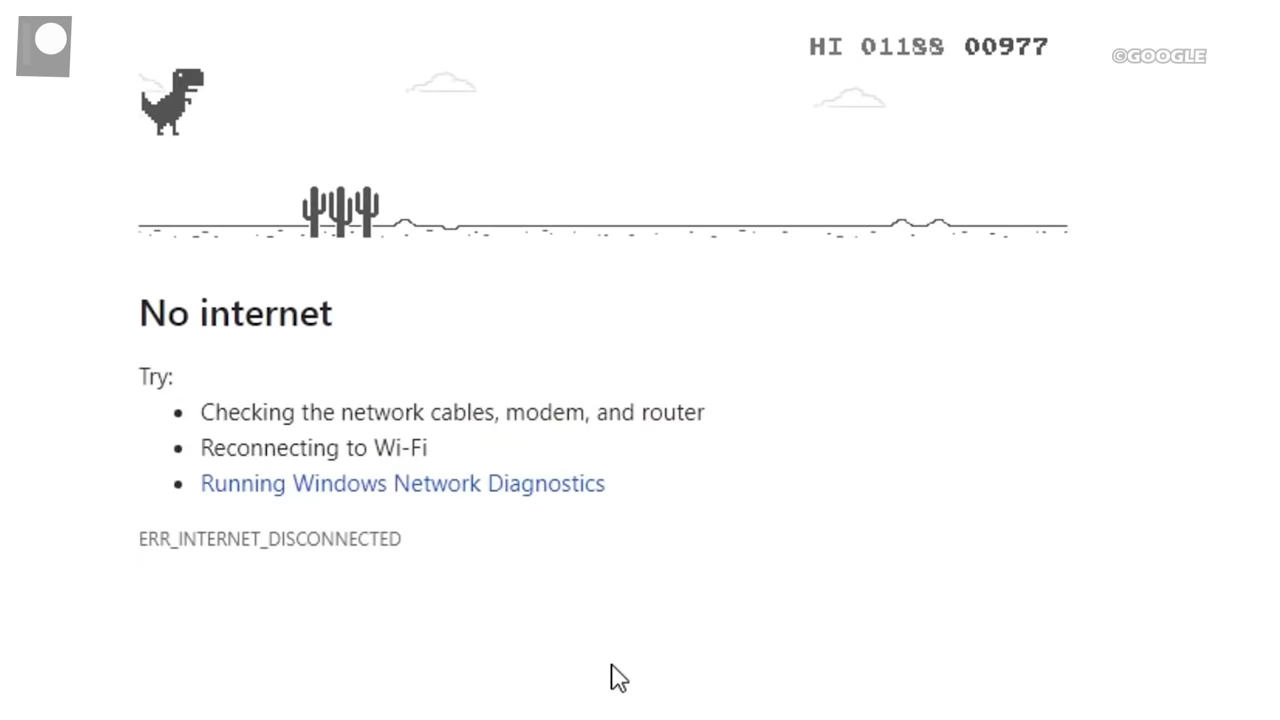 HI 01188 00977
©GOOGLE
No internet
Try:
Checking the network cables, modem, and router
Reconnecting to Wi-Fi
Running Windows Network Diagnostics
ERR_INTERNET_DISCONNECTED